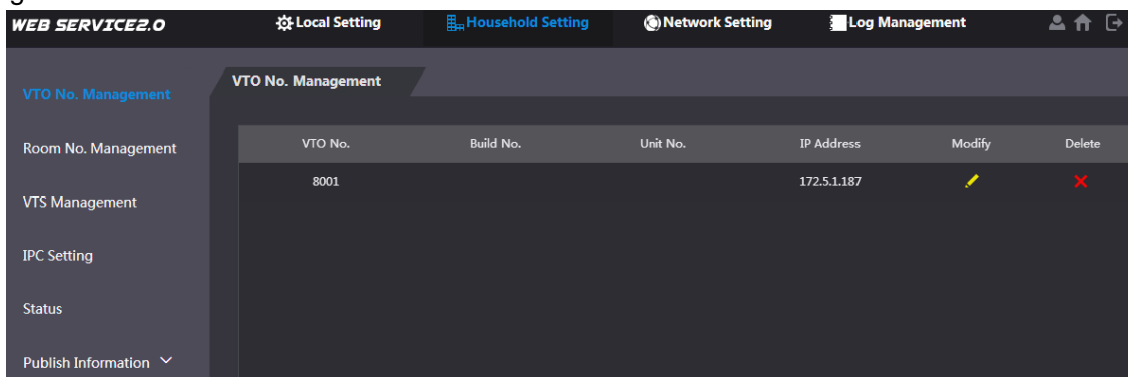 WEB SERVICE2.0 Local Setting Household Setting Network Setting Log Management
VTO No. Management
VTO No. Management
Room No. Management
VTS Management
IPC Setting
Status
Publish Information
VTO No. Build No. Unit No. IP Address Modify Delete
8001 172.5.1.187